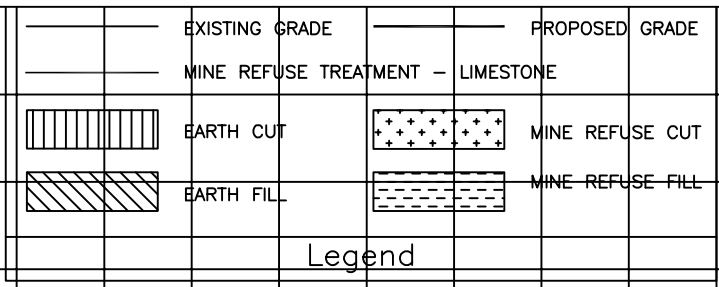 EXISTING GRADE PROPOSED GRADE
MINE REFUSE TREATMENT – LIMESTONE
EARTH CUT MINE REFUSE CUT
EARTH FILL MINE REFUSE FILL
Legend